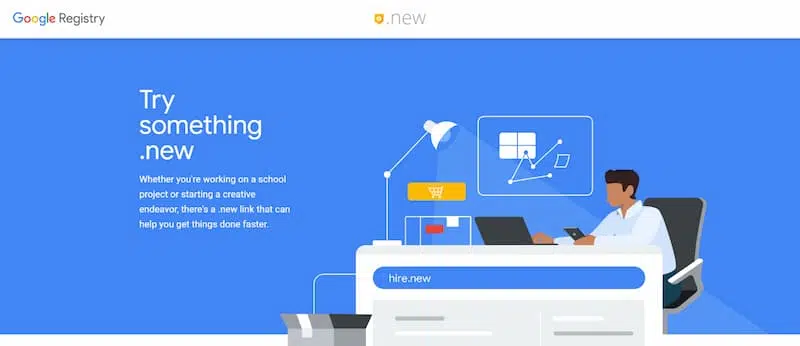 Google Registry
.new
Try
something
.new
Whether you're working on a school
project or starting a creative
endeavor, there's a .new link that can
help you get things done faster.
hire.new